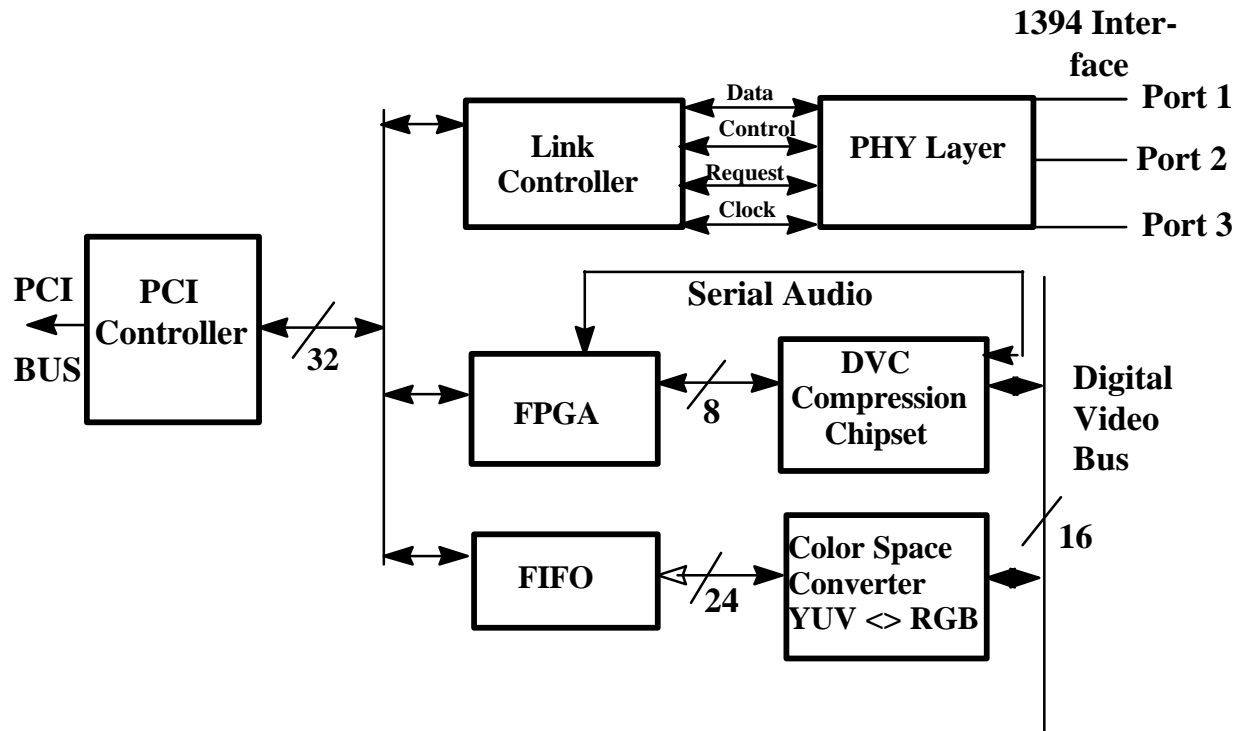 1394 Inter-
face
Data
Port 1
Control
Link
Controller
PHY Layer
Port 2
Request
Clock
Port 3
PCI
BUS
PCI
Controller
32
Serial Audio
FPGA
8
DVC
Compression
Chipset
Digital
Video
Bus
16
FIFO
24
Color Space
Converter
YUV <> RGB